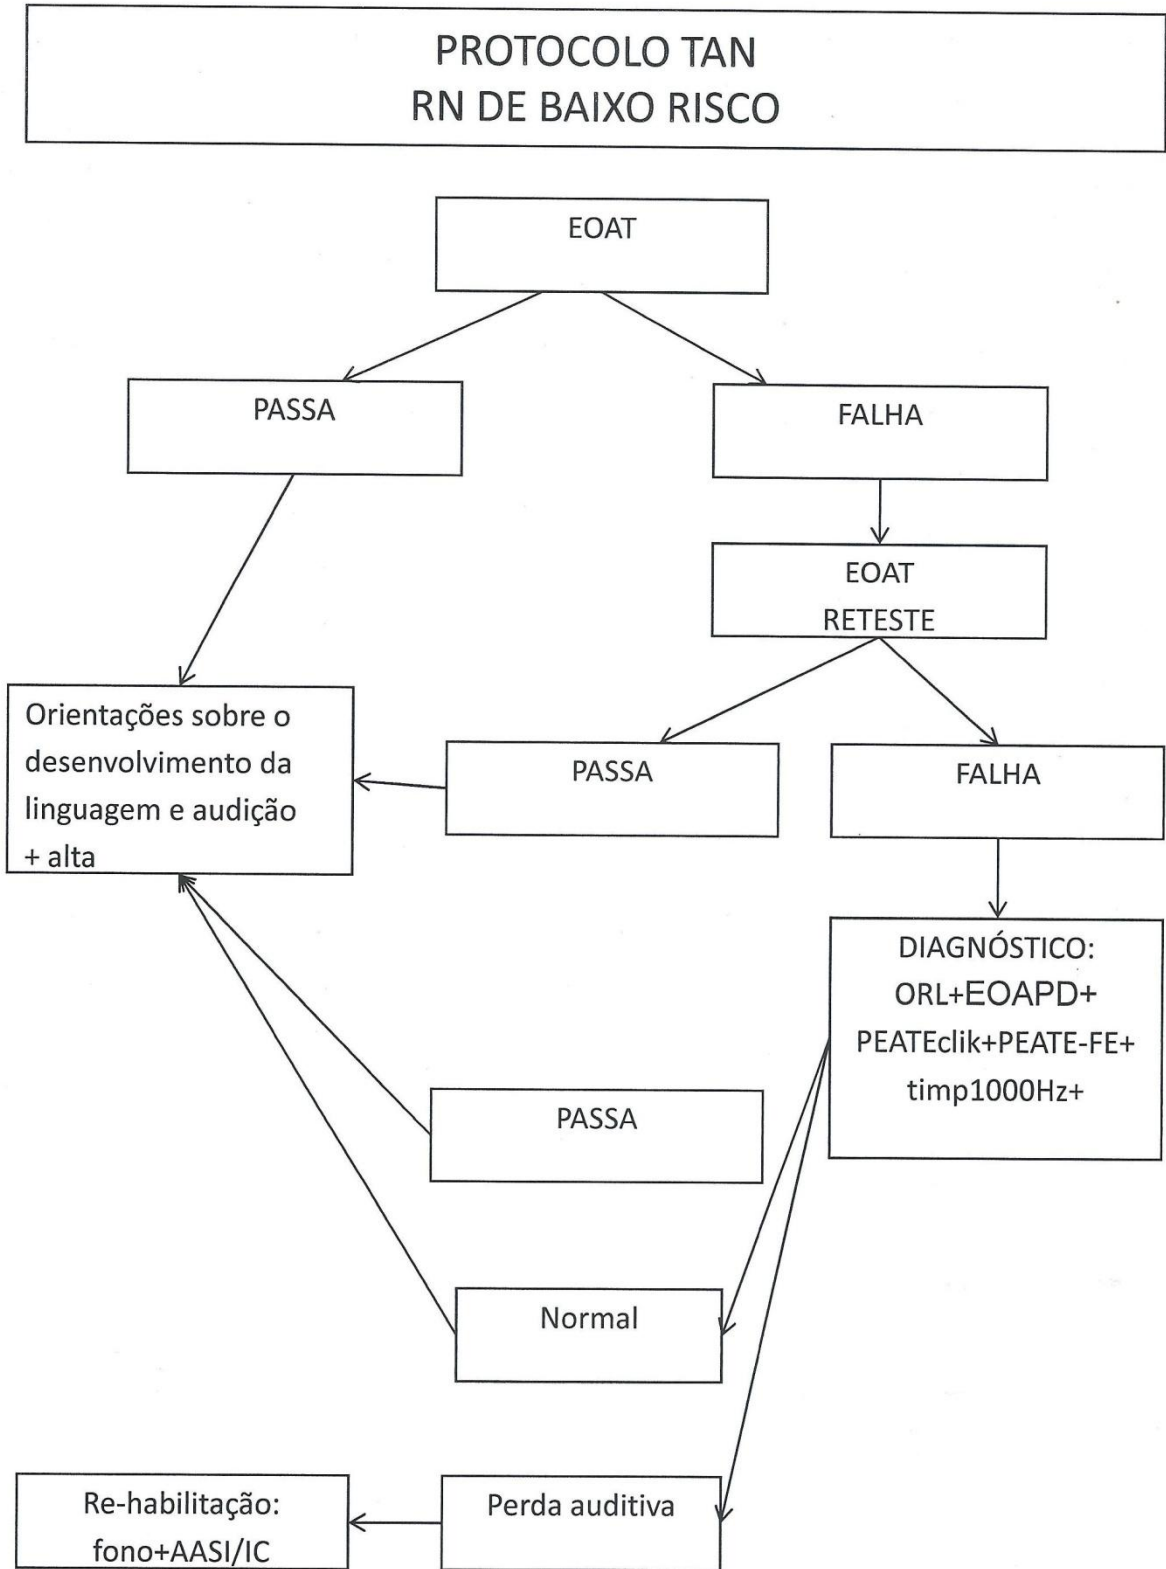 PROTOCOLO TAN
RN DE BAIXO RISCO
EOAT
PASSA
FALHA
EOAT
RETESTE
Orientações sobre o
desenvolvimento da
linguagem e audição
+ alta
PASSA
FALHA
DIAGNÓSTICO:
ORL+EOAPD+
PEATEclik+PEATE-FE+
timp1000Hz+
PASSA
Normal
Re-habilitação:
fono+AASI/IC
Perda auditiva